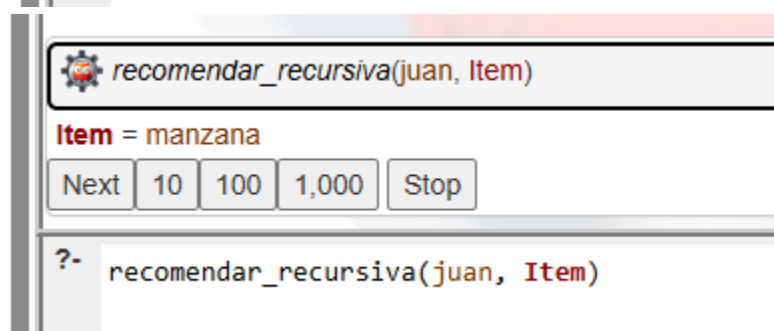 recomendar_recursiva(juan, Item)
Item = manzana
Next 10 100 1,000 Stop
?- recomendar_recursiva(juan, Item)